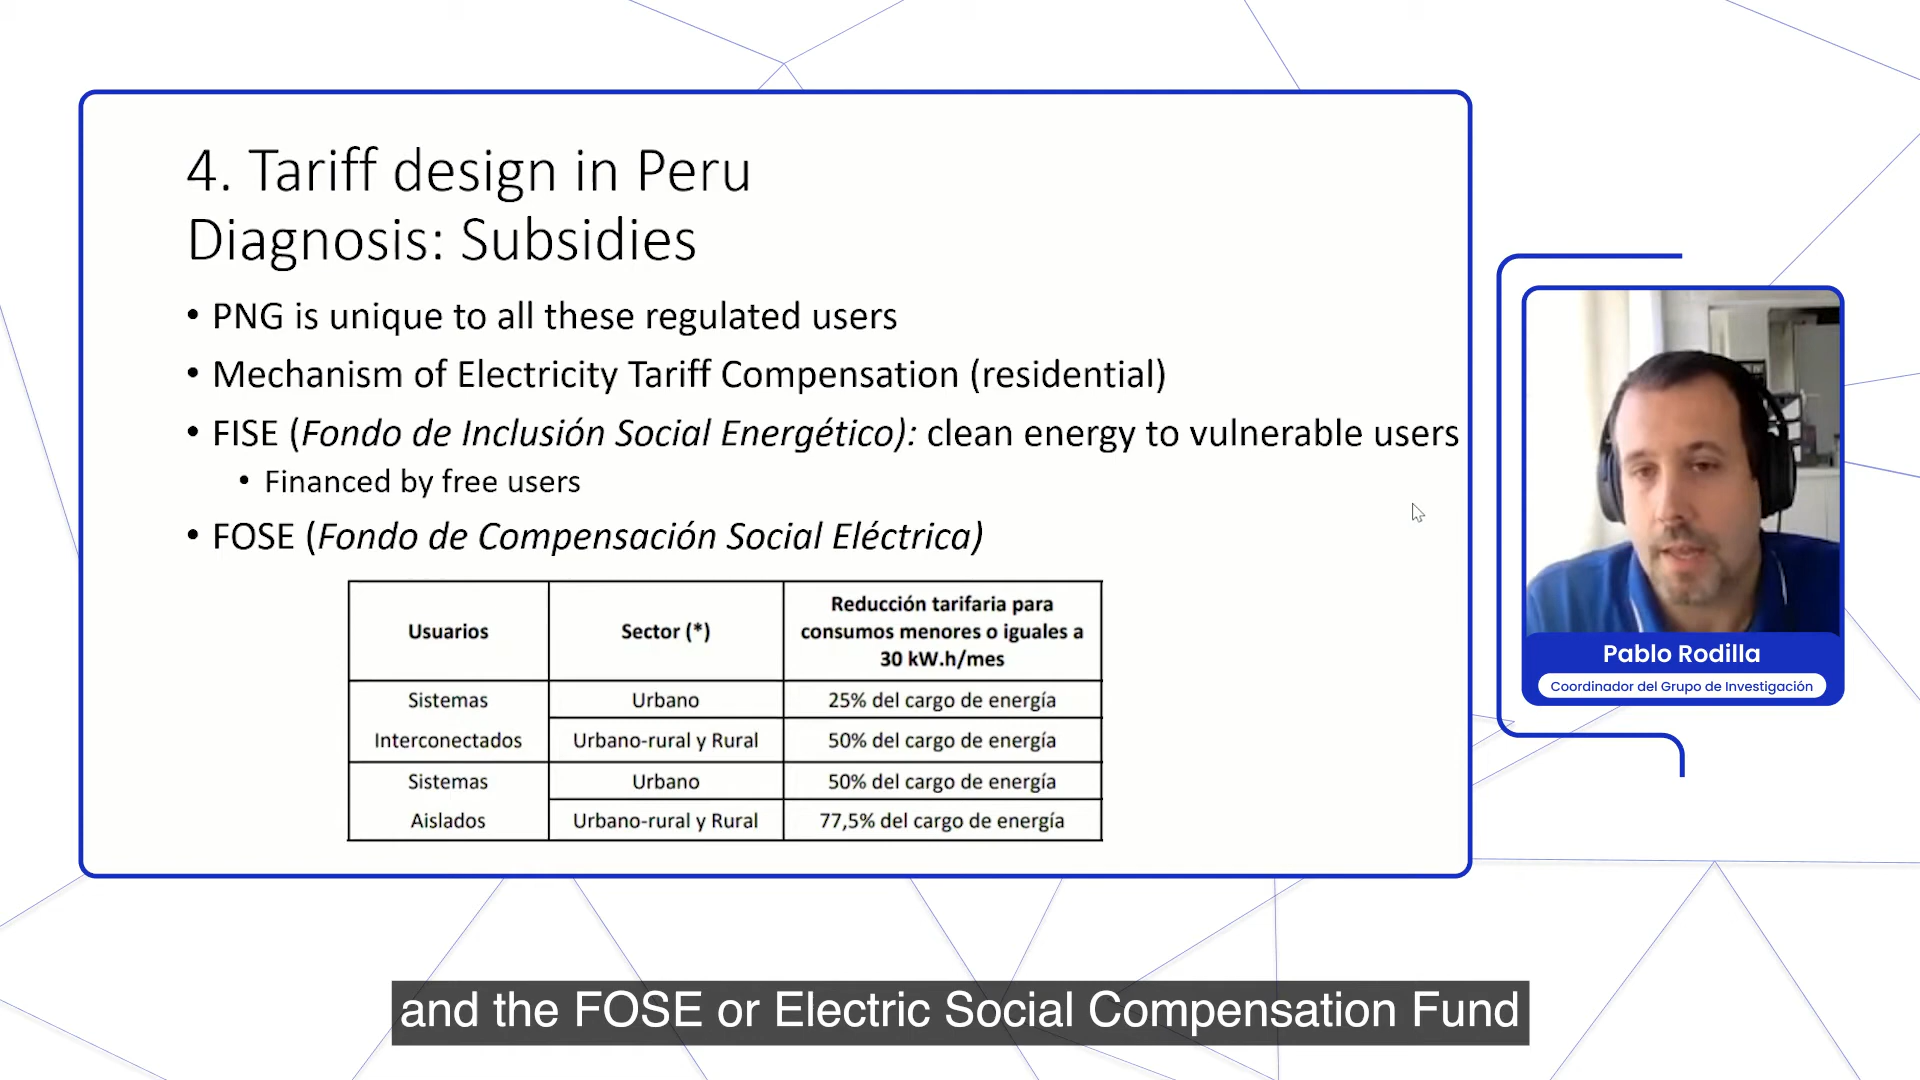 4. Tariff design in Peru
Diagnosis: Subsidies
• PNG is unique to all these regulated users
• Mechanism of Electricity Tariff Compensation (residential)
• FISE (Fondo de Inclusión Social Energético): clean energy to vulnerable users
• Financed by free users
• FOSE (Fondo de Compensación Social Eléctrica)
Usuarios
Sector (*)
Reducción tarifaria para
consumos menores o iguales a
30 kW.h/mes
Sistemas
Interconectados
Urbano
25% del cargo de energía
Urbano-rural y Rural
50% del cargo de energía
Sistemas
Aislados
Urbano
50% del cargo de energía
Urbano-rural y Rural
77,5% del cargo de energía
Pablo Rodilla
Coordinador del Grupo de Investigación
and the FOSE or Electric Social Compensation Fund